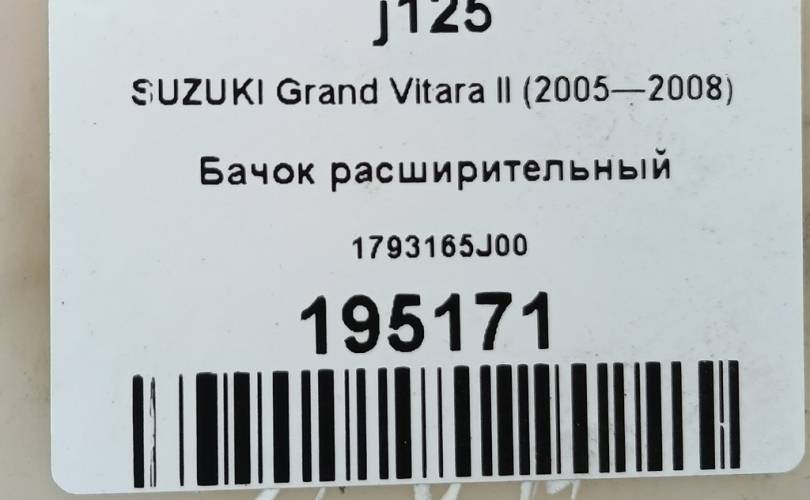 j125
SUZUKI Grand Vitara II (2005—2008)
Бачок расширительный
1793165J00
195171